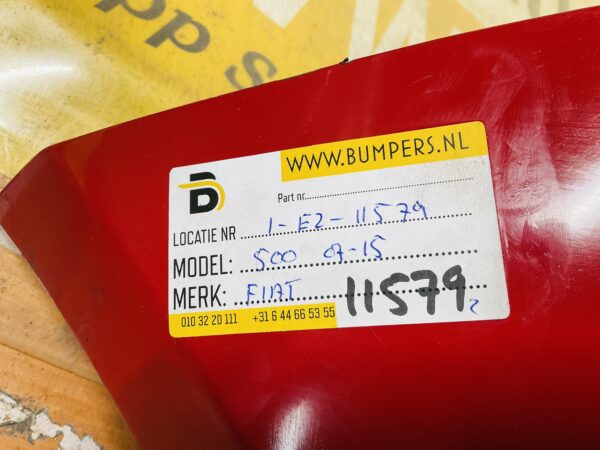 pp S
WWW.BUMPERS.NL
B
Part nr.
LOCATIE NR 1-E2-11579
MODEL: 500 07-15
MERK: FIAT 11579
010 32 20 111 +31 6 44 66 53 55